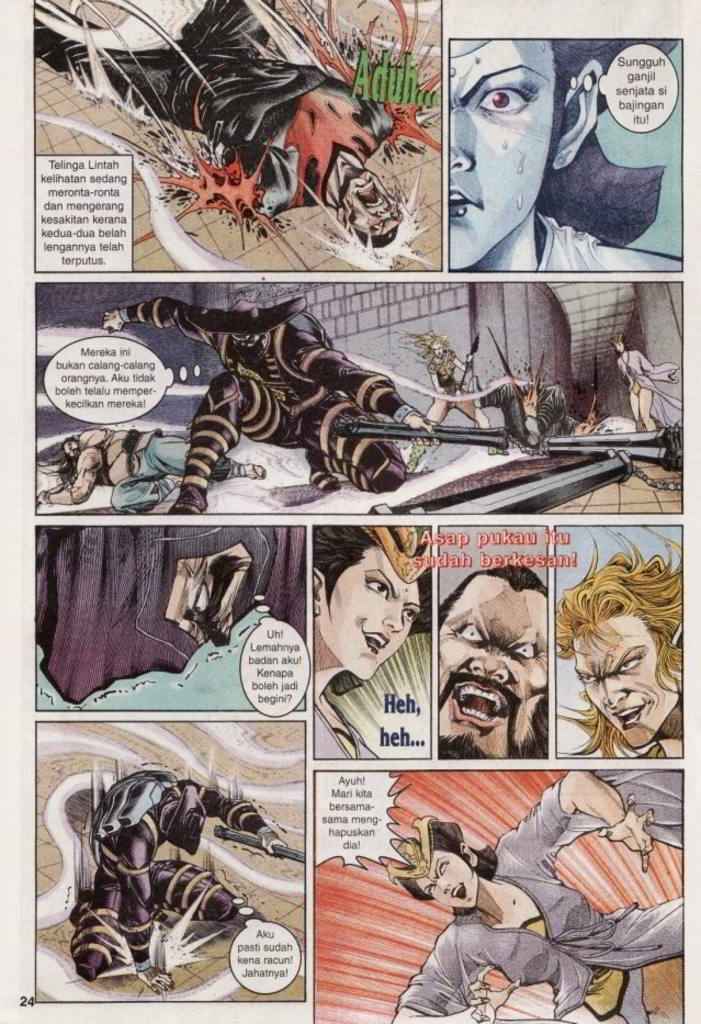 Aduh...
Telinga Lintah
kelihatan sedang
meronta-ronta
dan mengerang
kesakitan kerana
kedua-dua belah
lengannya telah
terputus.
Sungguh
ganjil
senjata si
bajingan
itu!
Mereka ini
bukan calang-calang
orangnya. Aku tidak
boleh telalu memper-
kecilkan mereka!
Uh!
Lemahnya
badan aku!
Kenapa
boleh jadi
begini?
Asap pukau itu
sudah berkesan!
Heh,
heh...
Aku
pasti sudah
kena racun!
Jahatnya!
Ayuh!
Mari kita
bersama-
sama meng-
hapuskan
dia!
24